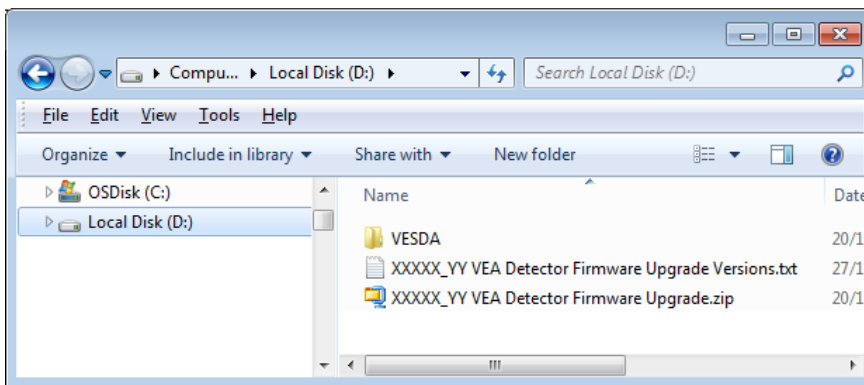 Compu... Local Disk (D:) Search Local Disk (D:)
File Edit View Tools Help
Organize Include in library Share with New folder
OSDisk (C:) Name Date
Local Disk (D:)
VESDA 20/1
XXXXX_YY VEA Detector Firmware Upgrade Versions.txt 27/1
XXXXX_YY VEA Detector Firmware Upgrade.zip 20/1